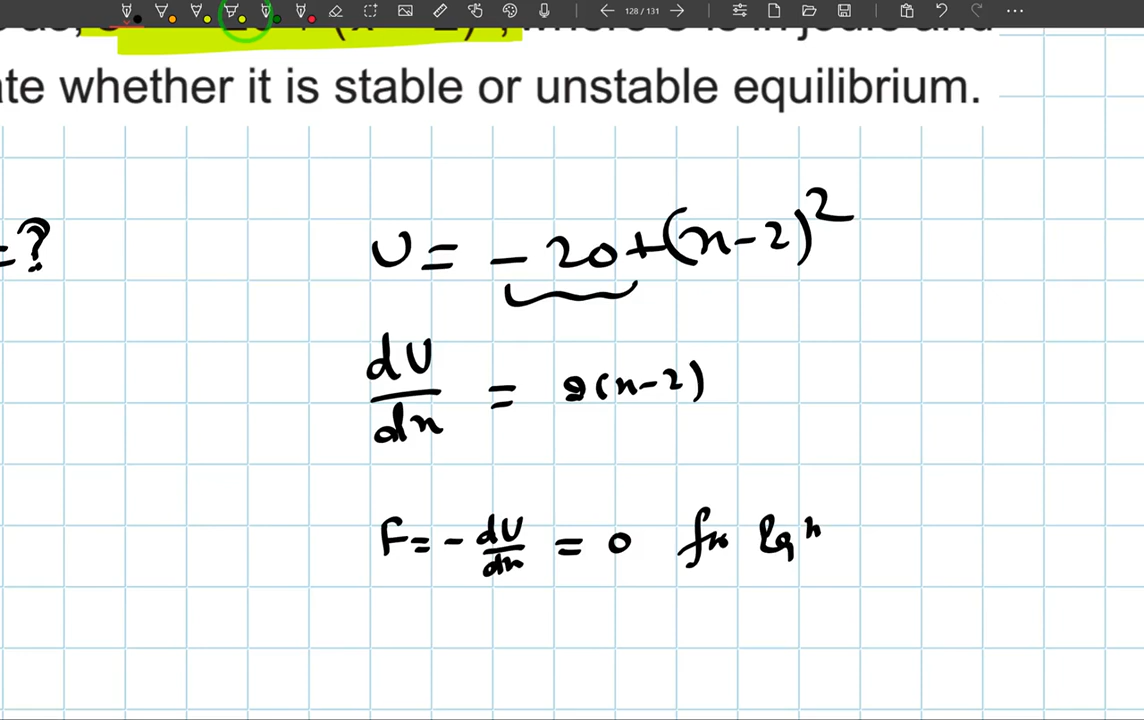 128 / 131
ate whether it is stable or unstable equilibrium.
= ?
U = - 20 + (x - 2)²
dU/dx = 2(x - 2)
F = - dU/dx = 0 for Eqⁿ